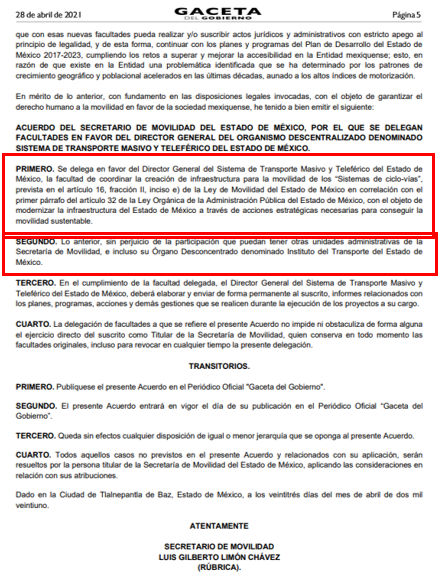 28 de abril de 2021
GACETA
DEL GOBIERNO
Página 5
que con esas nuevas facultades pueda realizar y/o suscribir actos jurídicos y administrativos con estricto apego al
principio de legalidad, y de esta forma, continuar con los planes y programas del Plan de Desarrollo del Estado de
México 2017-2023, cumpliendo los retos a superar y mejorar la accesibilidad en la Entidad mexiquense; esto, en
razón de que existe en la Entidad una problemática identificada que se ha determinado por los patrones de
crecimiento geográfico y poblacional acelerados en las últimas décadas, aunado a los altos índices de motorización.
En mérito de lo anterior, con fundamento en las disposiciones legales invocadas, con el objeto de garantizar el
derecho humano a la movilidad en favor de la sociedad mexiquense, he tenido a bien emitir el siguiente:
ACUERDO DEL SECRETARIO DE MOVILIDAD DEL ESTADO DE MÉXICO, POR EL QUE SE DELEGAN
FACULTADES EN FAVOR DEL DIRECTOR GENERAL DEL ORGANISMO DESCENTRALIZADO DENOMINADO
SISTEMA DE TRANSPORTE MASIVO Y TELEFÉRICO DEL ESTADO DE MÉXICO.
PRIMERO. Se delega en favor del Director General del Sistema de Transporte Masivo y Teleférico del Estado de
México, la facultad de coordinar la creación de infraestructura para la movilidad de los “Sistemas de ciclo-vías”,
prevista en el artículo 16, fracción II, inciso e) de la Ley de Movilidad del Estado de México en correlación con el
primer párrafo del artículo 32 de la Ley Orgánica de la Administración Pública del Estado de México, con el objeto de
modernizar la infraestructura del Estado de México a través de acciones estratégicas necesarias para conseguir la
movilidad sustentable.
SEGUNDO. Lo anterior, sin perjuicio de la participación que puedan tener otras unidades administrativas de la
Secretaría de Movilidad, e incluso su Órgano Desconcentrado denominado Instituto del Transporte del Estado de
México.
TERCERO. En el cumplimiento de la facultad delegada, el Director General del Sistema de Transporte Masivo y
Teleférico del Estado de México, deberá elaborar y enviar de forma permanente al suscrito, informes relacionados con
los planes, programas, acciones y demás gestiones que se realicen durante la ejecución de los proyectos a su cargo.
CUARTO. La delegación de facultades a que se refiere el presente Acuerdo no impide ni obstaculiza de forma alguna
el ejercicio directo del suscrito como Titular de la Secretaría de Movilidad, quien conserva en todo momento las
facultades originales, incluso para revocar en cualquier tiempo la presente delegación.
TRANSITORIOS.
PRIMERO. Publíquese el presente Acuerdo en el Periódico Oficial "Gaceta del Gobierno".
SEGUNDO. El presente Acuerdo entrará en vigor el día de su publicación en el Periódico Oficial “Gaceta del
Gobierno”.
TERCERO. Queda sin efectos cualquier disposición de igual o menor jerarquía que se oponga al presente Acuerdo.
CUARTO. Todos aquellos casos no previstos en el presente Acuerdo y relacionados con su aplicación, serán
resueltos por la persona titular de la Secretaría de Movilidad del Estado de México, aplicando las consideraciones en
relación con sus atribuciones.
Dado en la Ciudad de Tlalnepantla de Baz, Estado de México, a los veintitrés días del mes de abril de dos mil
veintiuno.
ATENTAMENTE
SECRETARIO DE MOVILIDAD
LUIS GILBERTO LIMÓN CHÁVEZ
(RÚBRICA).